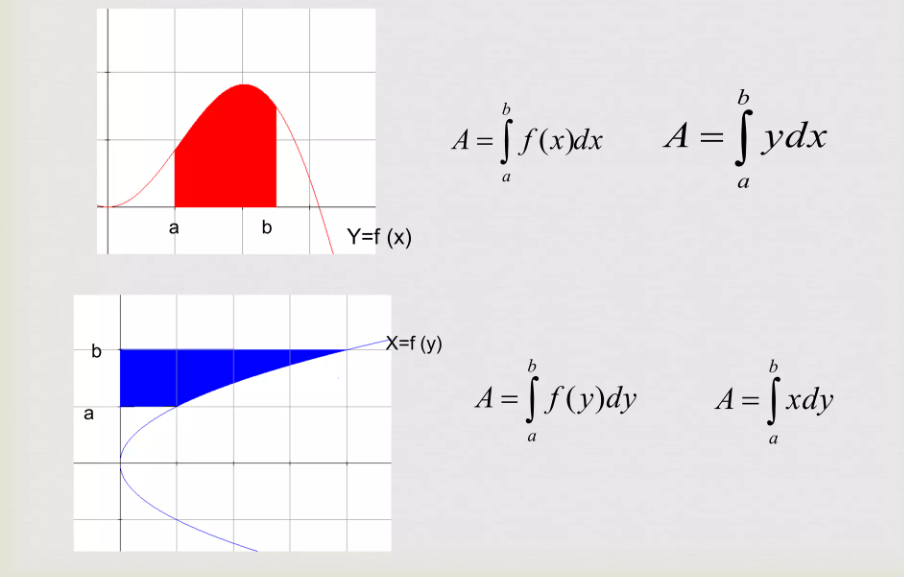 A = ∫_a^b f(x)dx
A = ∫_a^b ydx
a
b
Y=f (x)
b
X=f (y)
a
A = ∫_a^b f(y)dy
A = ∫_a^b xdy